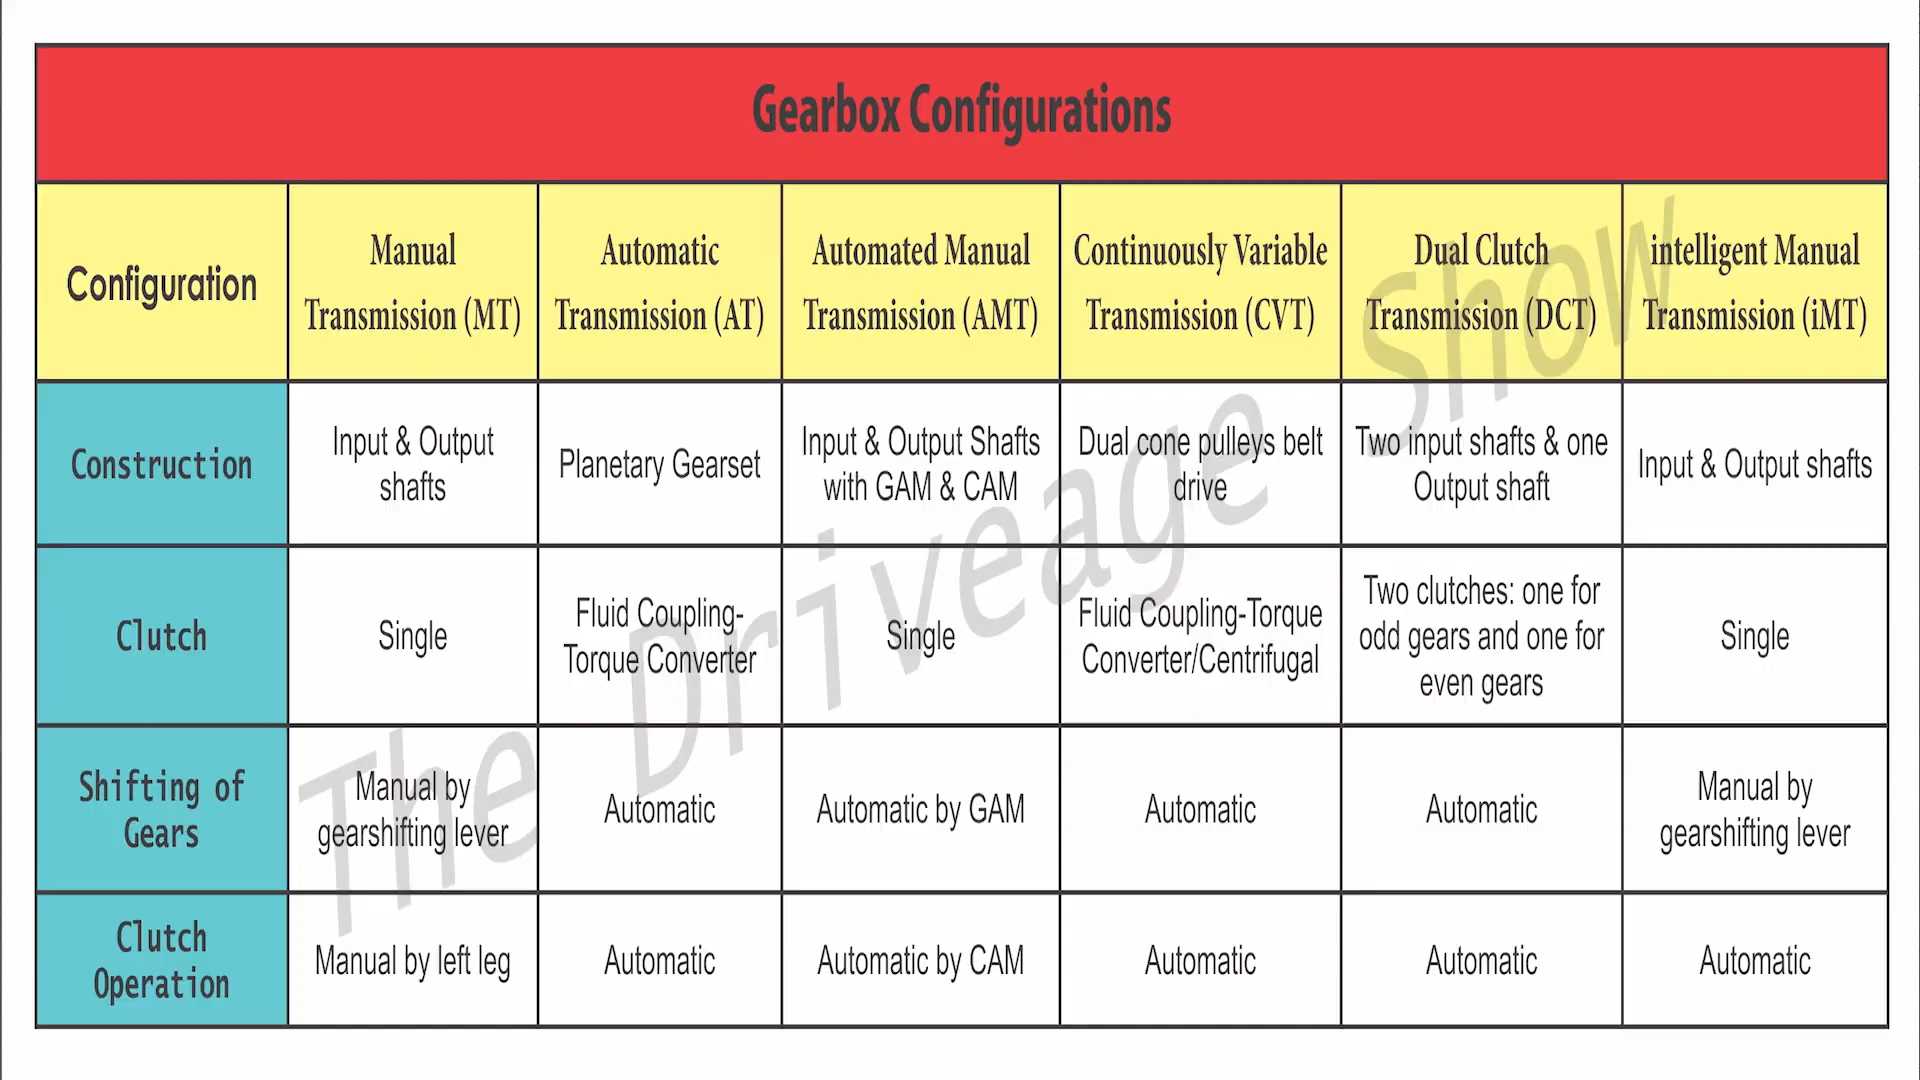 Gearbox Configurations
Configuration
Manual
Transmission (MT)
Automatic
Transmission (AT)
Automated Manual
Transmission (AMT)
Continuously Variable
Transmission (CVT)
Dual Clutch
Transmission (DCT)
intelligent Manual
Transmission (iMT)
Construction
Input & Output
shafts
Planetary Gearset
Input & Output Shafts
with GAM & CAM
Dual cone pulleys belt
drive
Two input shafts & one
Output shaft
Input & Output shafts
Clutch
Single
Fluid Coupling-
Torque Converter
Single
Fluid Coupling-Torque
Converter/Centrifugal
Two clutches: one for
odd gears and one for
even gears
Single
Shifting of
Gears
Manual by
gearshifting lever
Automatic
Automatic by GAM
Automatic
Automatic
Manual by
gearshifting lever
Clutch
Operation
Manual by left leg
Automatic
Automatic by CAM
Automatic
Automatic
Automatic
The Driveage Show